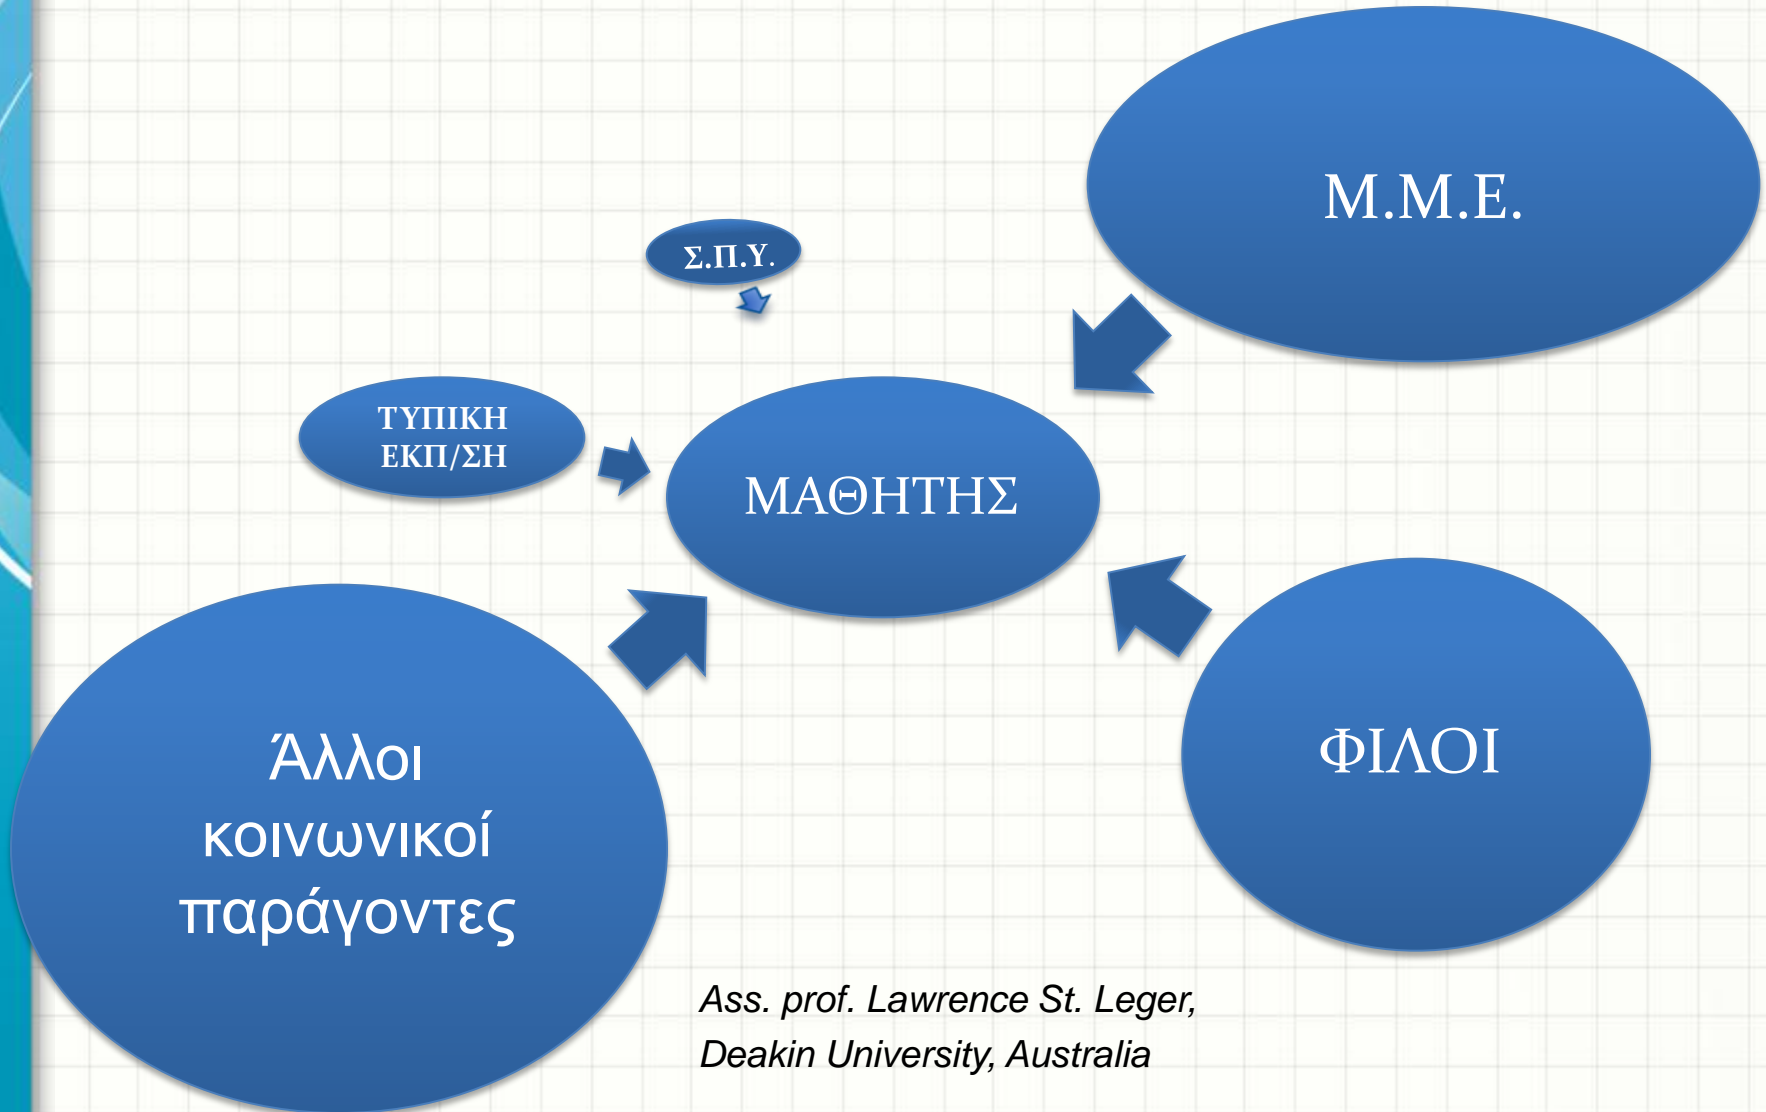 Μ.Μ.Ε.
Σ.Π.Υ.
ΤΥΠΙΚΗ
ΕΚΠ/ΣΗ
ΜΑΘΗΤΗΣ
Άλλοι
κοινωνικοί
παράγοντες
ΦΙΛΟΙ
Ass. prof. Lawrence St. Leger,
Deakin University, Australia